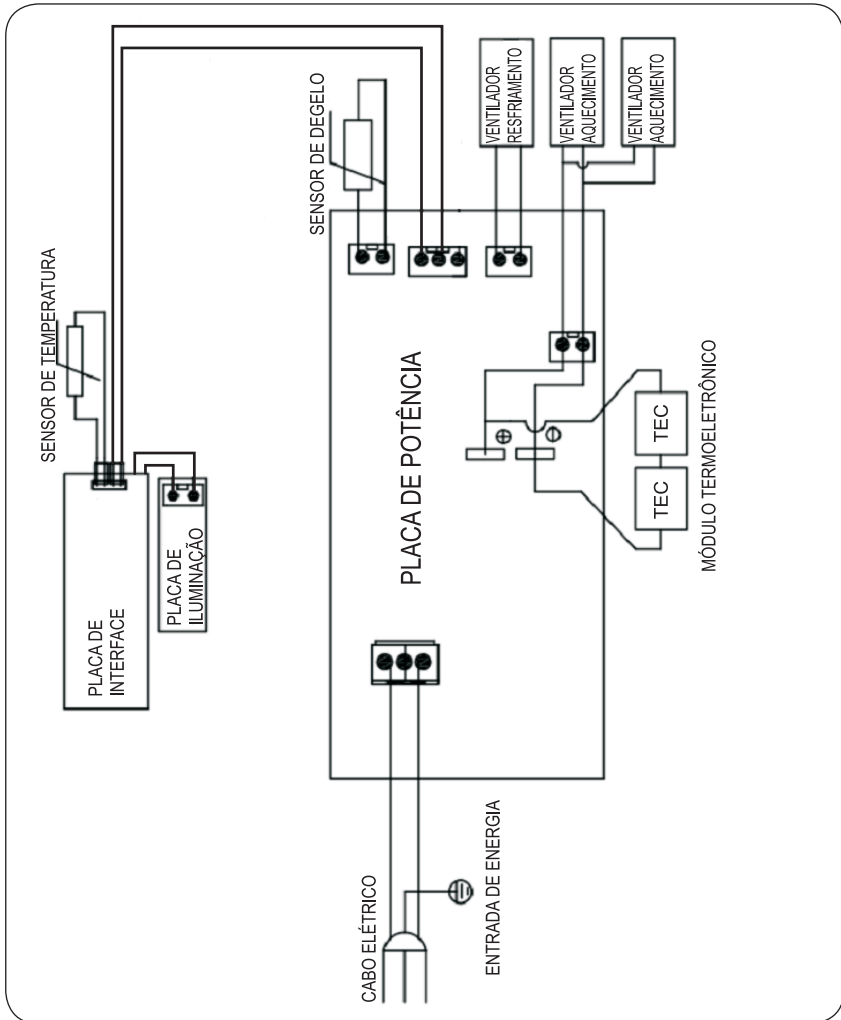 SENSOR DE TEMPERATURA
PLACA DE
INTERFACE
PLACA DE
ILUMINAÇÃO
SENSOR DE DEGELO
VENTILADOR
RESFRIAMENTO
VENTILADOR
AQUECIMENTO
VENTILADOR
AQUECIMENTO
PLACA DE POTÊNCIA
TEC
TEC
MÓDULO TERMOELETRÔNICO
CABO ELÉTRICO
ENTRADA DE ENERGIA